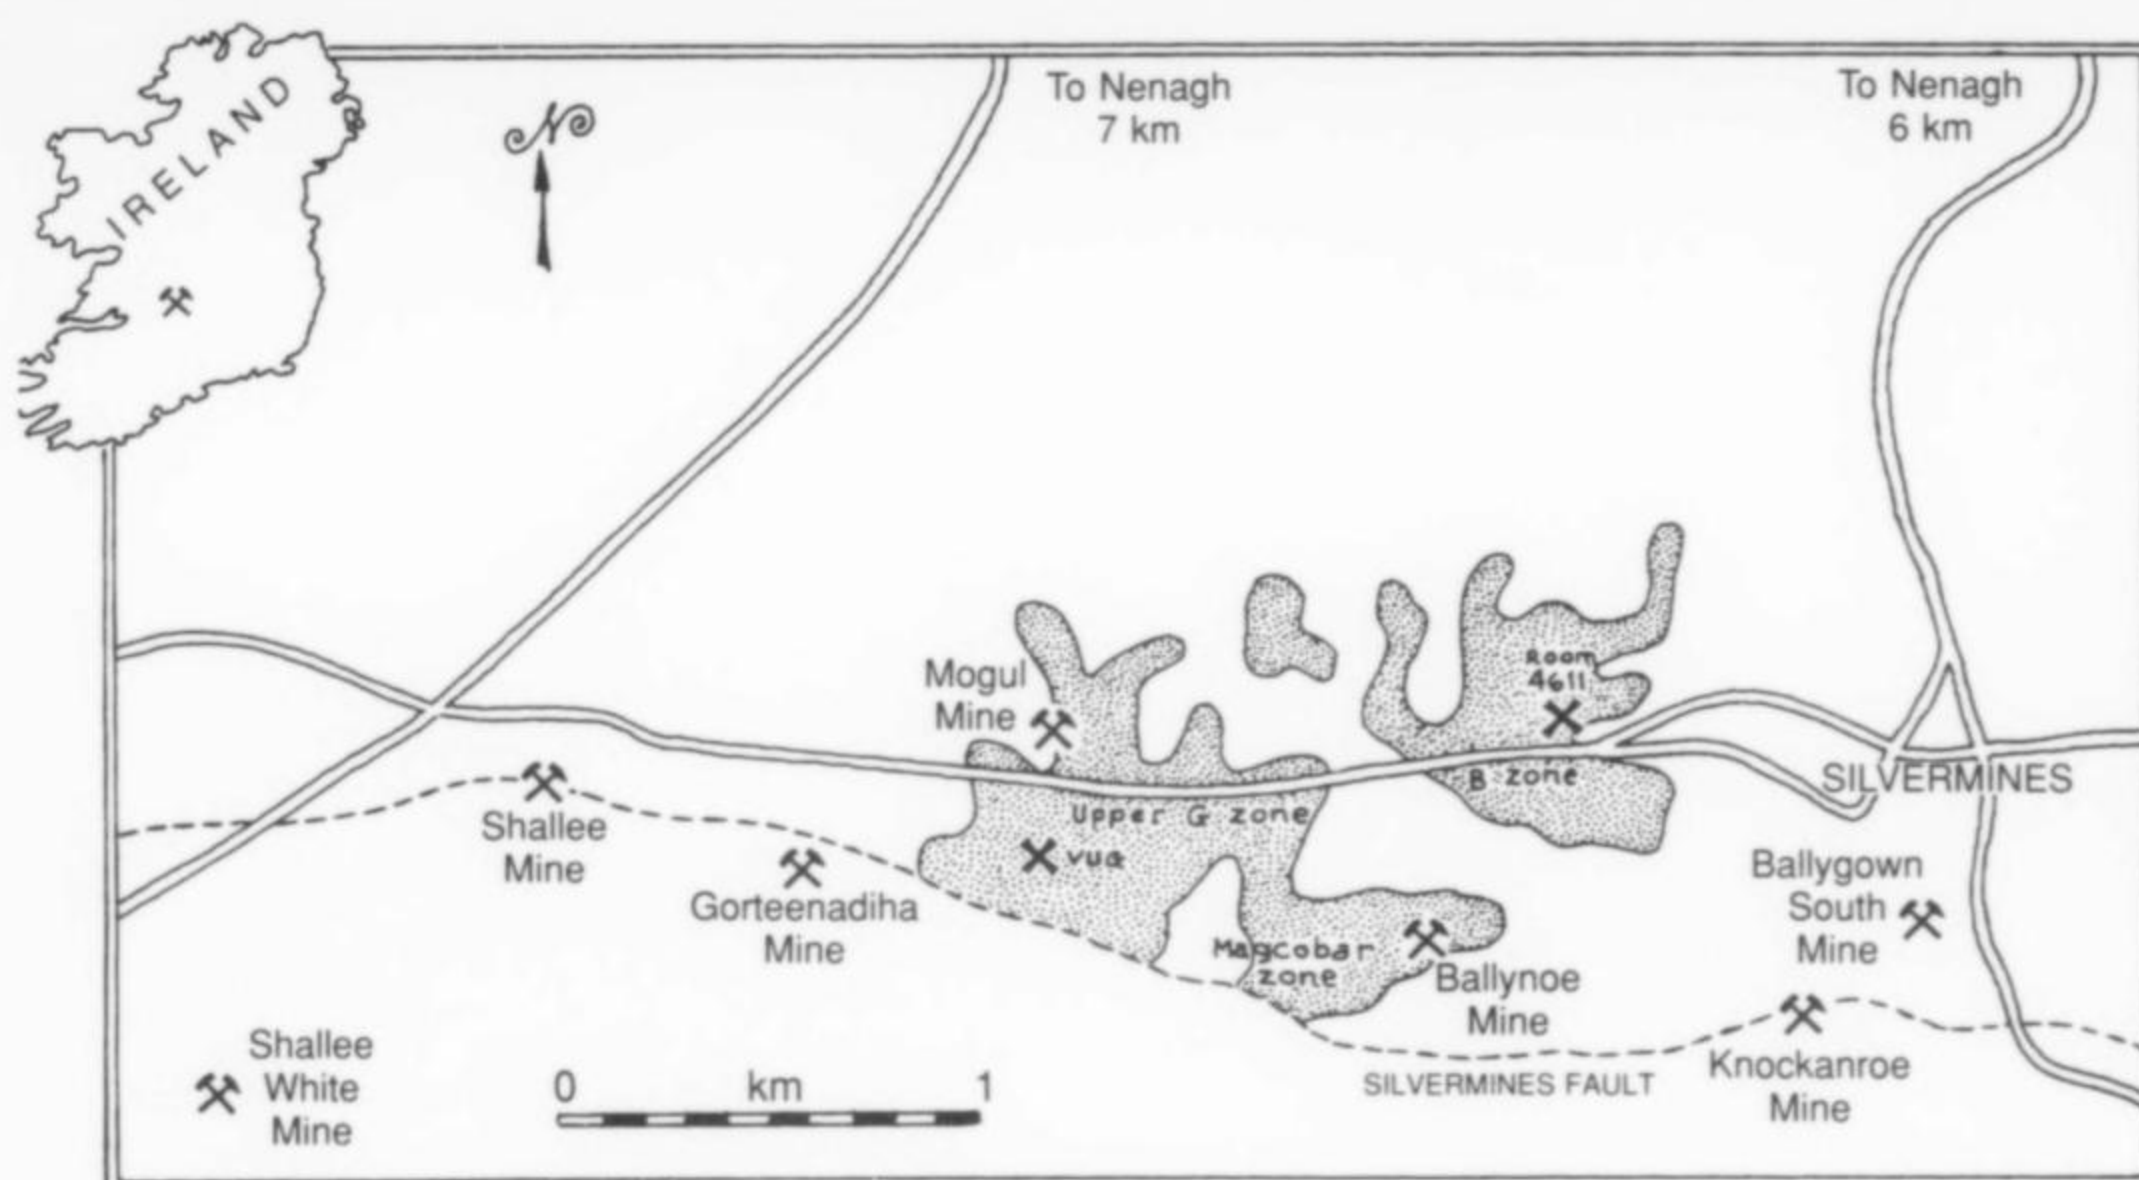 IRELAND
N
To Nenagh
7 km
To Nenagh
6 km
Mogul
Mine
Room
4611
B zone
SILVERMINES
Upper G zone
vug
Shallee
Mine
Gorteenadiha
Mine
Magcobar
zone
Ballynoe
Mine
Ballygown
South
Mine
Shallee
White
Mine
0 km 1
SILVERMINES FAULT
Knockanroe
Mine